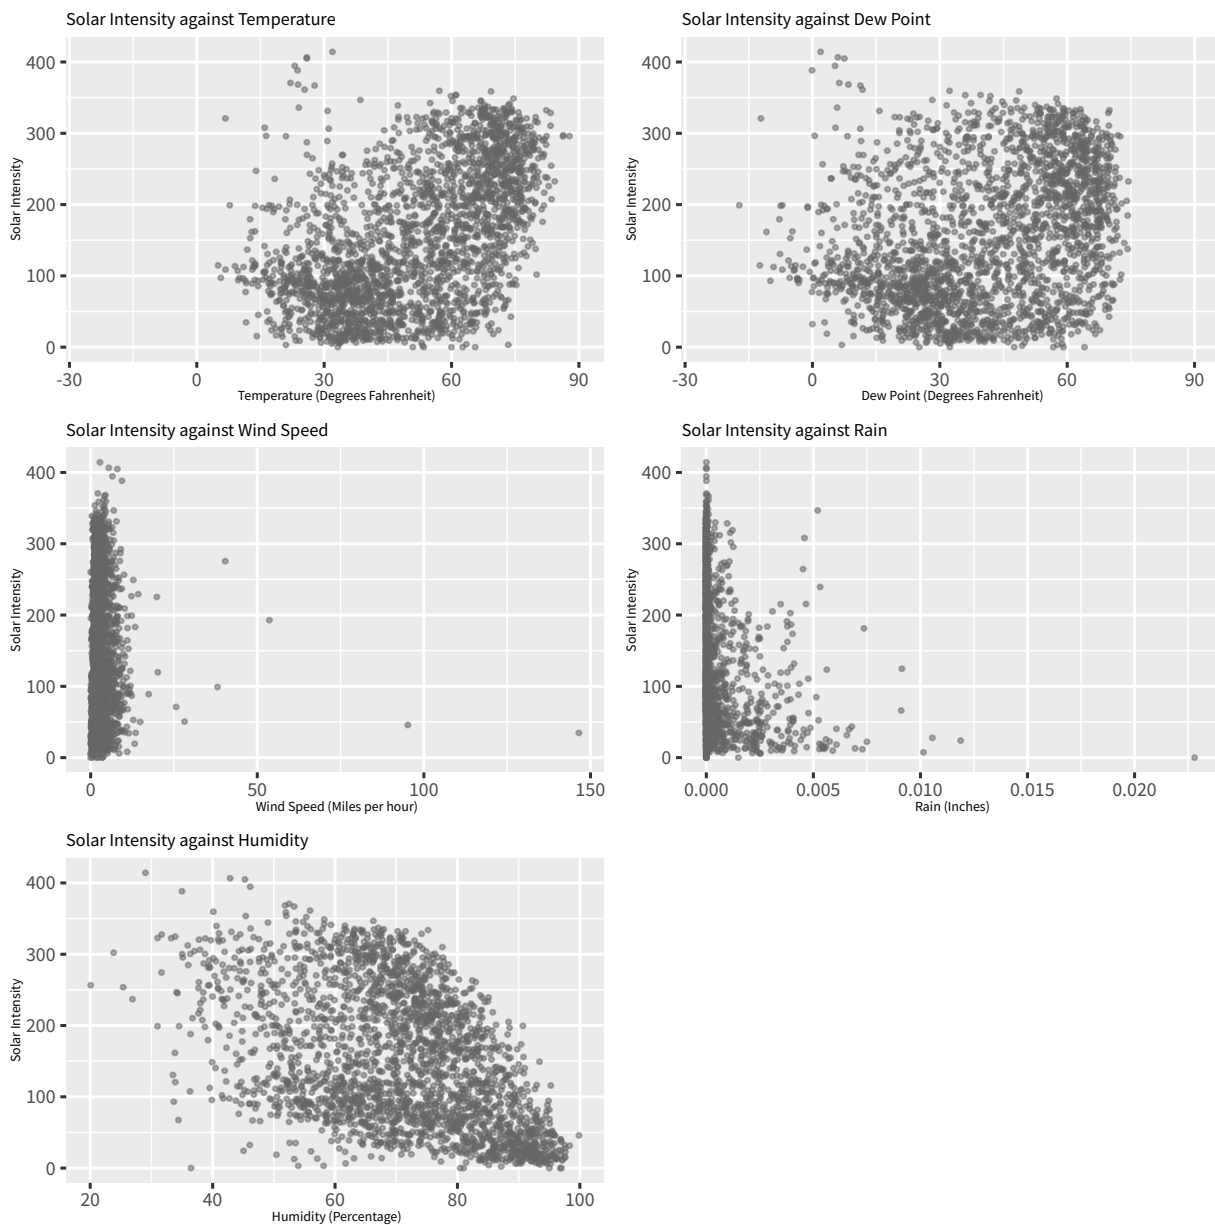 Solar Intensity against Temperature
Solar Intensity
400
300
200
100
0
-30 0 30 60 90
Temperature (Degrees Fahrenheit)
Solar Intensity against Dew Point
Solar Intensity
400
300
200
100
0
-30 0 30 60 90
Dew Point (Degrees Fahrenheit)
Solar Intensity against Wind Speed
Solar Intensity
400
300
200
100
0
0 50 100 150
Wind Speed (Miles per hour)
Solar Intensity against Rain
Solar Intensity
400
300
200
100
0
0.000 0.005 0.010 0.015 0.020
Rain (Inches)
Solar Intensity against Humidity
Solar Intensity
400
300
200
100
0
20 40 60 80 100
Humidity (Percentage)